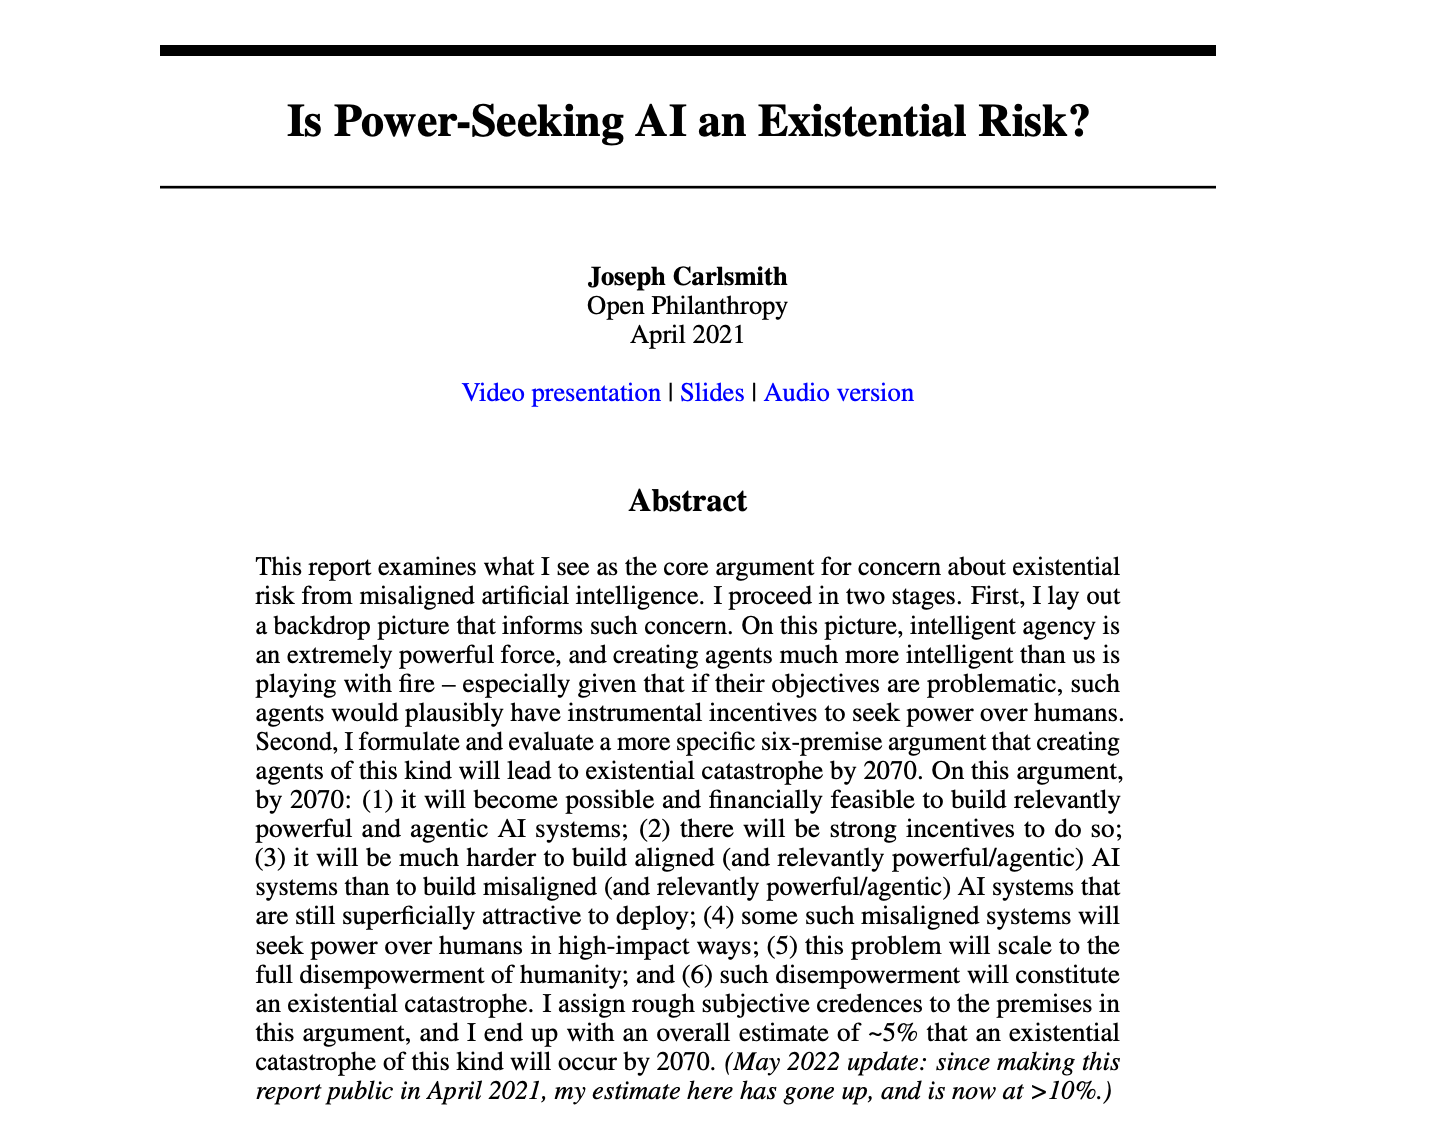 Is Power-Seeking AI an Existential Risk?
Joseph Carlsmith
Open Philanthropy
April 2021
Video presentation | Slides | Audio version
Abstract
This report examines what I see as the core argument for concern about existential
risk from misaligned artificial intelligence. I proceed in two stages. First, I lay out
a backdrop picture that informs such concern. On this picture, intelligent agency is
an extremely powerful force, and creating agents much more intelligent than us is
playing with fire – especially given that if their objectives are problematic, such
agents would plausibly have instrumental incentives to seek power over humans.
Second, I formulate and evaluate a more specific six-premise argument that creating
agents of this kind will lead to existential catastrophe by 2070. On this argument,
by 2070: (1) it will become possible and financially feasible to build relevantly
powerful and agentic AI systems; (2) there will be strong incentives to do so;
(3) it will be much harder to build aligned (and relevantly powerful/agentic) AI
systems than to build misaligned (and relevantly powerful/agentic) AI systems that
are still superficially attractive to deploy; (4) some such misaligned systems will
seek power over humans in high-impact ways; (5) this problem will scale to the
full disempowerment of humanity; and (6) such disempowerment will constitute
an existential catastrophe. I assign rough subjective credences to the premises in
this argument, and I end up with an overall estimate of ~5% that an existential
catastrophe of this kind will occur by 2070. (May 2022 update: since making this
report public in April 2021, my estimate here has gone up, and is now at >10%.)